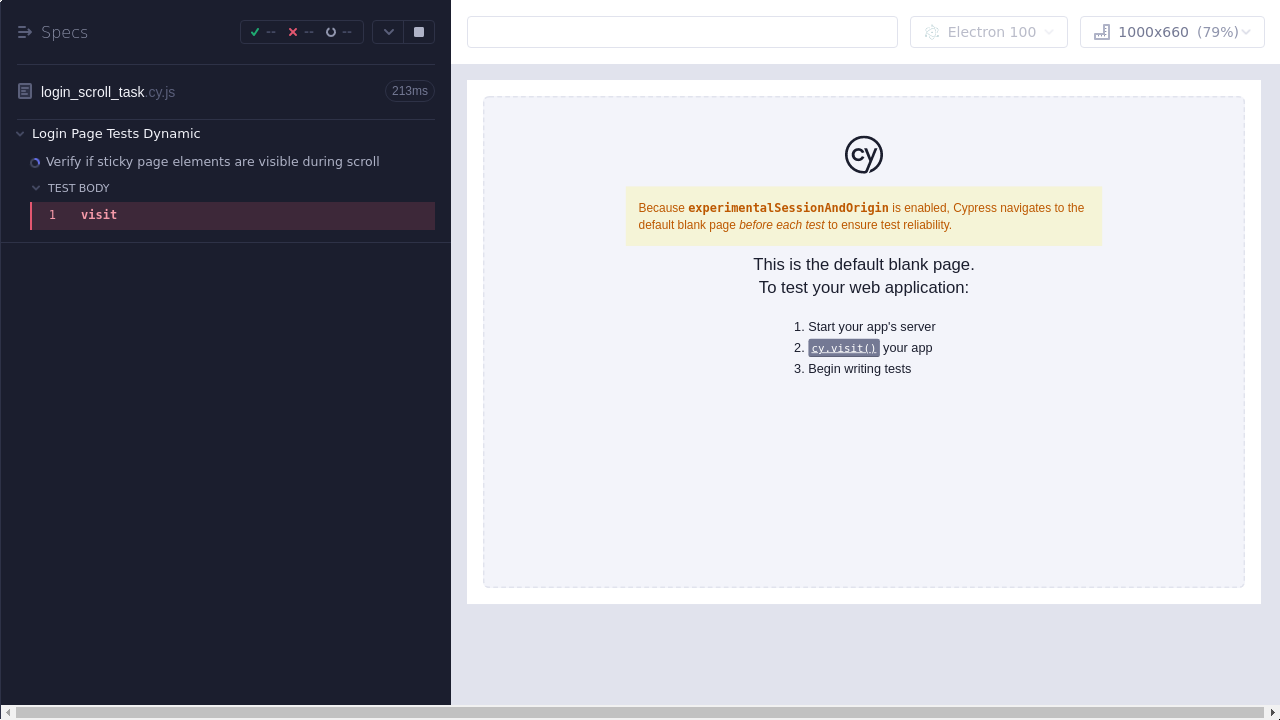 Specs
--
--
--
login_scroll_task.cy.js
213ms
Login Page Tests Dynamic
Verify if sticky page elements are visible during scroll
TEST BODY
1 visit
Electron 100
1000x660 (79%)
cy
Because experimentalSessionAndOrigin is enabled, Cypress navigates to the
default blank page before each test to ensure test reliability.
This is the default blank page.
To test your web application:
1. Start your app's server
2. cy.visit() your app
3. Begin writing tests